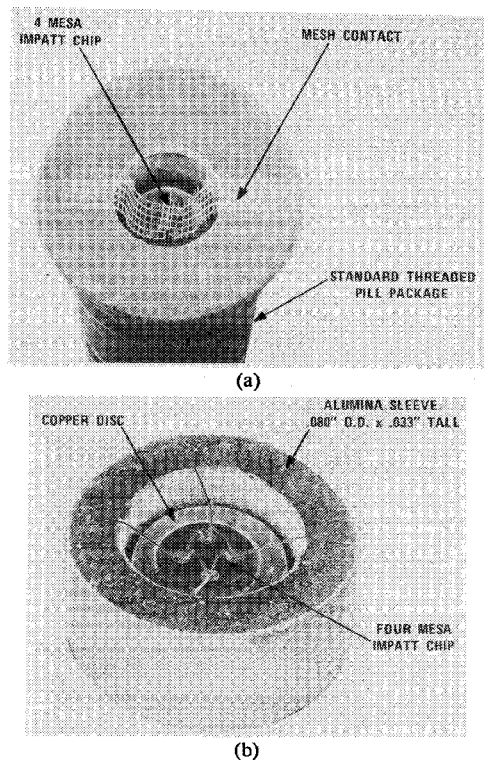 4 MESA
IMPATT CHIP
MESH CONTACT
STANDARD THREADED
PILL PACKAGE
(a)
COPPER DISC
ALUMINA SLEEVE
.080" O.D. x .033" TALL
FOUR MESA
IMPATT CHIP
(b)